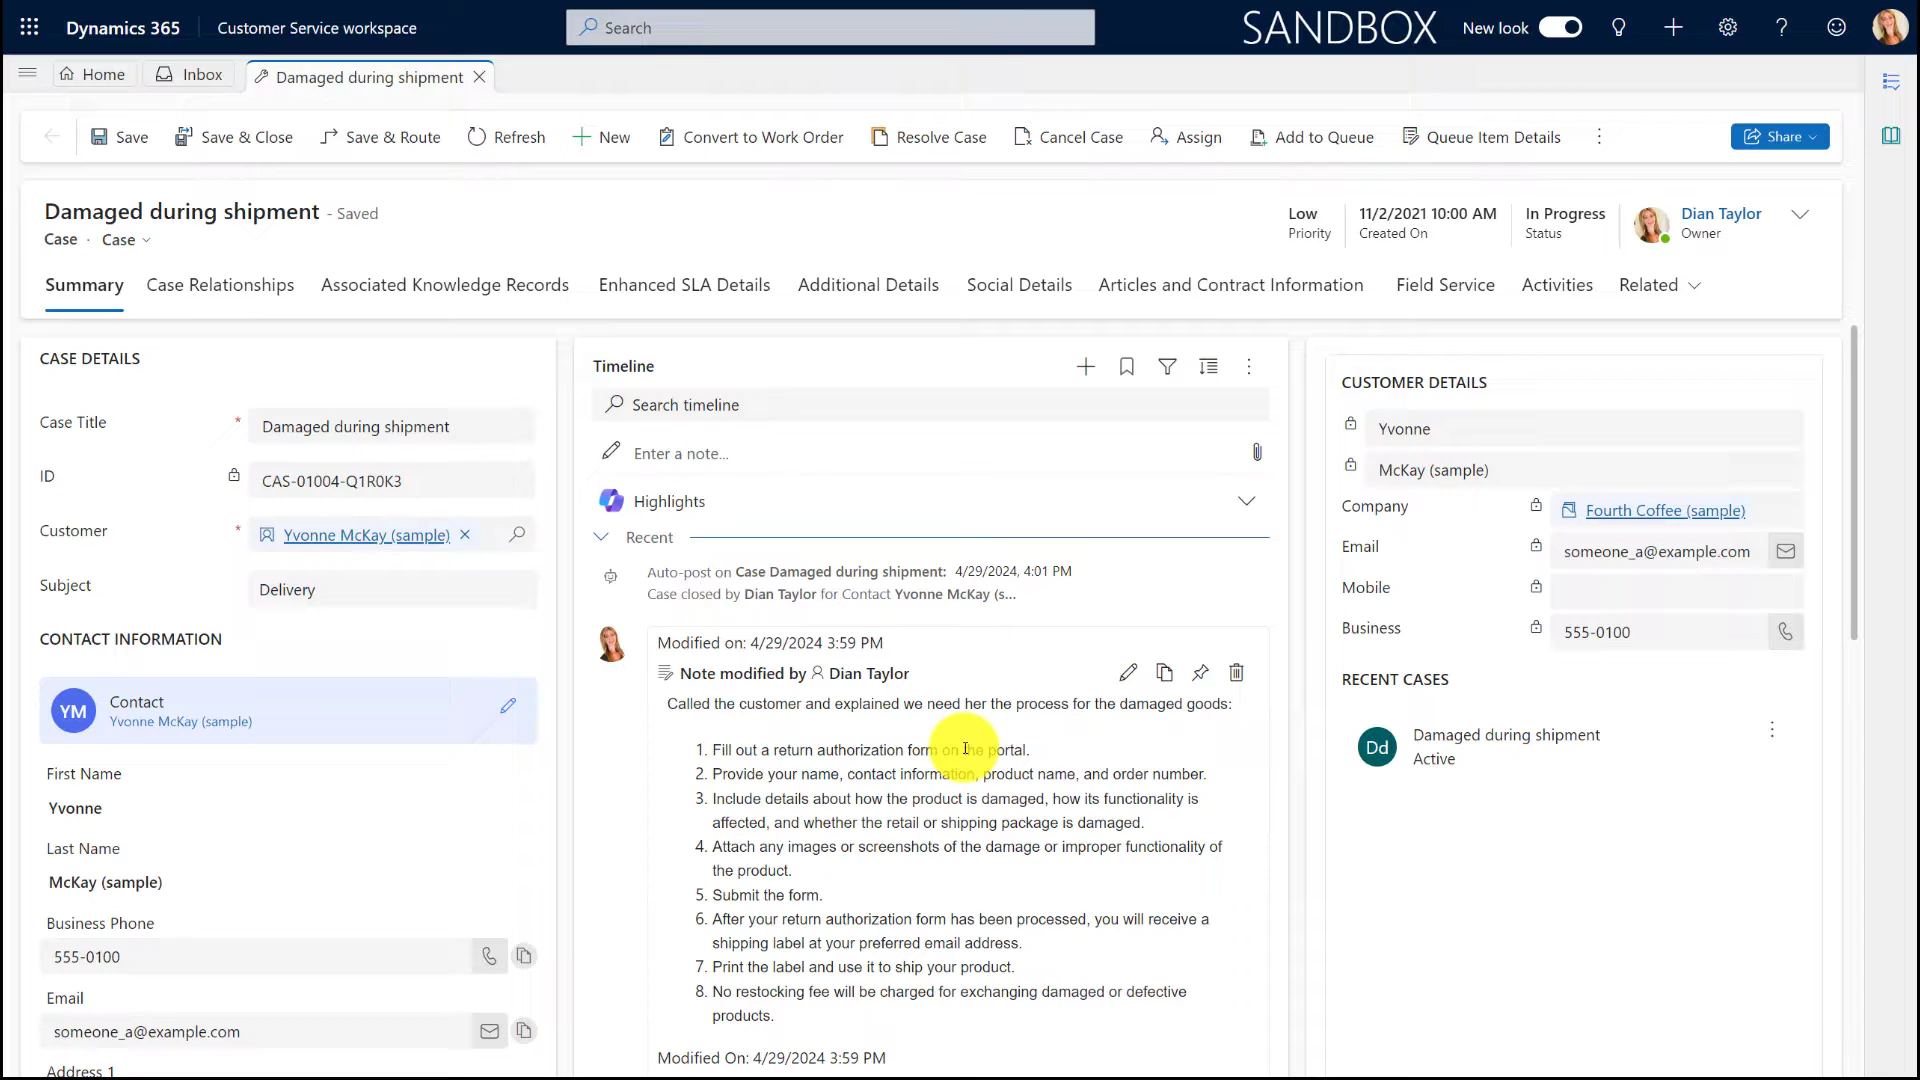 Dynamics 365
Customer Service workspace
Search
SANDBOX
New look
Home
Inbox
Damaged during shipment
Save
Save & Close
Save & Route
Refresh
New
Convert to Work Order
Resolve Case
Cancel Case
Assign
Add to Queue
Queue Item Details
Share
Damaged during shipment - Saved
Case · Case
Low
Priority
11/2/2021 10:00 AM
Created On
In Progress
Status
Dian Taylor
Owner
Summary
Case Relationships
Associated Knowledge Records
Enhanced SLA Details
Additional Details
Social Details
Articles and Contract Information
Field Service
Activities
Related
CASE DETAILS
Case Title *
Damaged during shipment
ID
CAS-01004-Q1R0K3
Customer *
Yvonne McKay (sample)
Subject
Delivery
CONTACT INFORMATION
YM
Contact
Yvonne McKay (sample)
First Name
Yvonne
Last Name
McKay (sample)
Business Phone
555-0100
Email
someone_a@example.com
Address 1
Timeline
Search timeline
Enter a note...
Highlights
Recent
Auto-post on Case Damaged during shipment: 4/29/2024, 4:01 PM
Case closed by Dian Taylor for Contact Yvonne McKay (s...
Modified on: 4/29/2024 3:59 PM
Note modified by Dian Taylor
Called the customer and explained we need her the process for the damaged goods:
1. Fill out a return authorization form on the portal.
2. Provide your name, contact information, product name, and order number.
3. Include details about how the product is damaged, how its functionality is
affected, and whether the retail or shipping package is damaged.
4. Attach any images or screenshots of the damage or improper functionality of
the product.
5. Submit the form.
6. After your return authorization form has been processed, you will receive a
shipping label at your preferred email address.
7. Print the label and use it to ship your product.
8. No restocking fee will be charged for exchanging damaged or defective
products.
Modified On: 4/29/2024 3:59 PM
CUSTOMER DETAILS
Yvonne
McKay (sample)
Company
Fourth Coffee (sample)
Email
someone_a@example.com
Mobile
Business
555-0100
RECENT CASES
Dd
Damaged during shipment
Active